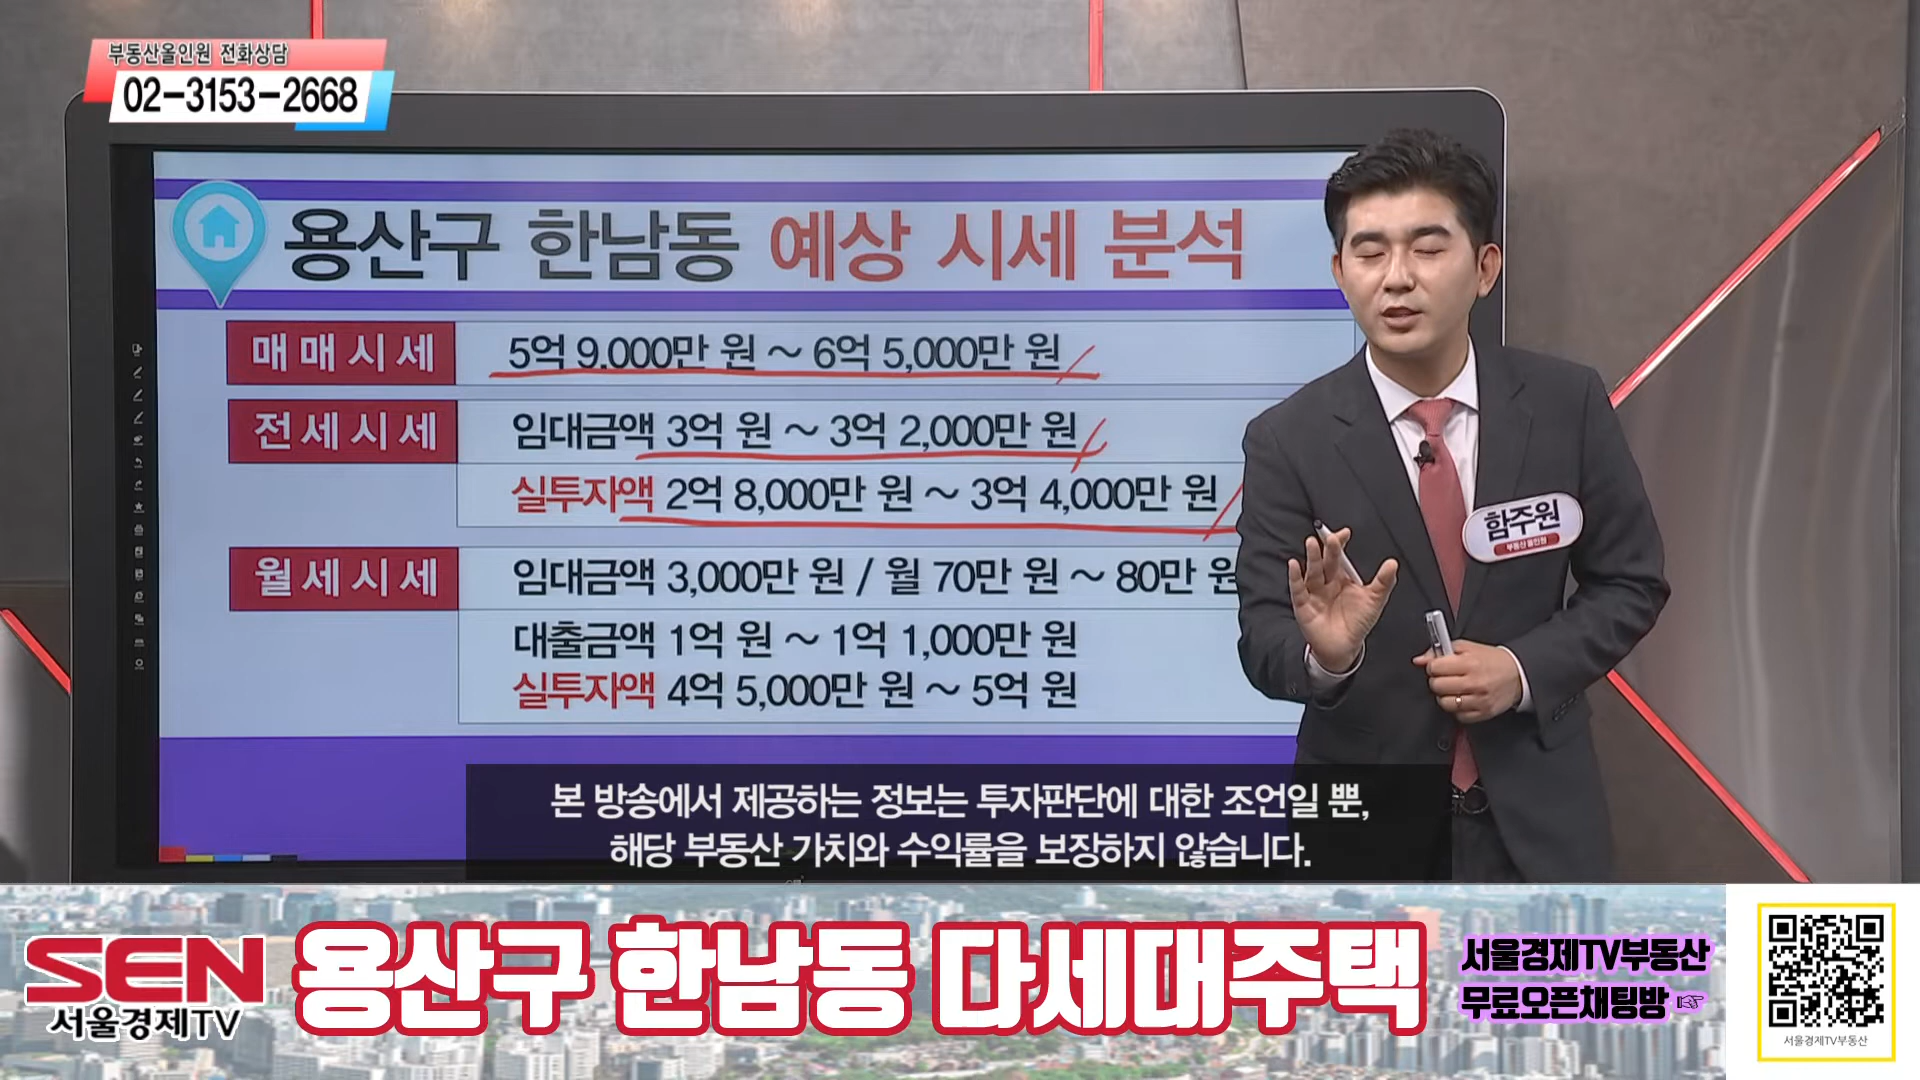 부동산올인원 전화상담
02-3153-2668
용산구 한남동 예상 시세 분석
매매시세 5억 9,000만 원 ~ 6억 5,000만 원
전세시세 임대금액 3억 원 ~ 3억 2,000만 원
실투자액 2억 8,000만 원 ~ 3억 4,000만 원
월세시세 임대금액 3,000만 원 / 월 70만 원 ~ 80만 원
대출금액 1억 원 ~ 1억 1,000만 원
실투자액 4억 5,000만 원 ~ 5억 원
함주원
부동산 올인원
본 방송에서 제공하는 정보는 투자판단에 대한 조언일 뿐,
해당 부동산 가치와 수익률을 보장하지 않습니다.
SEN
서울경제TV
용산구 한남동 다세대주택
서울경제TV부동산
무료오픈채팅방 ☞
서울경제TV부동산